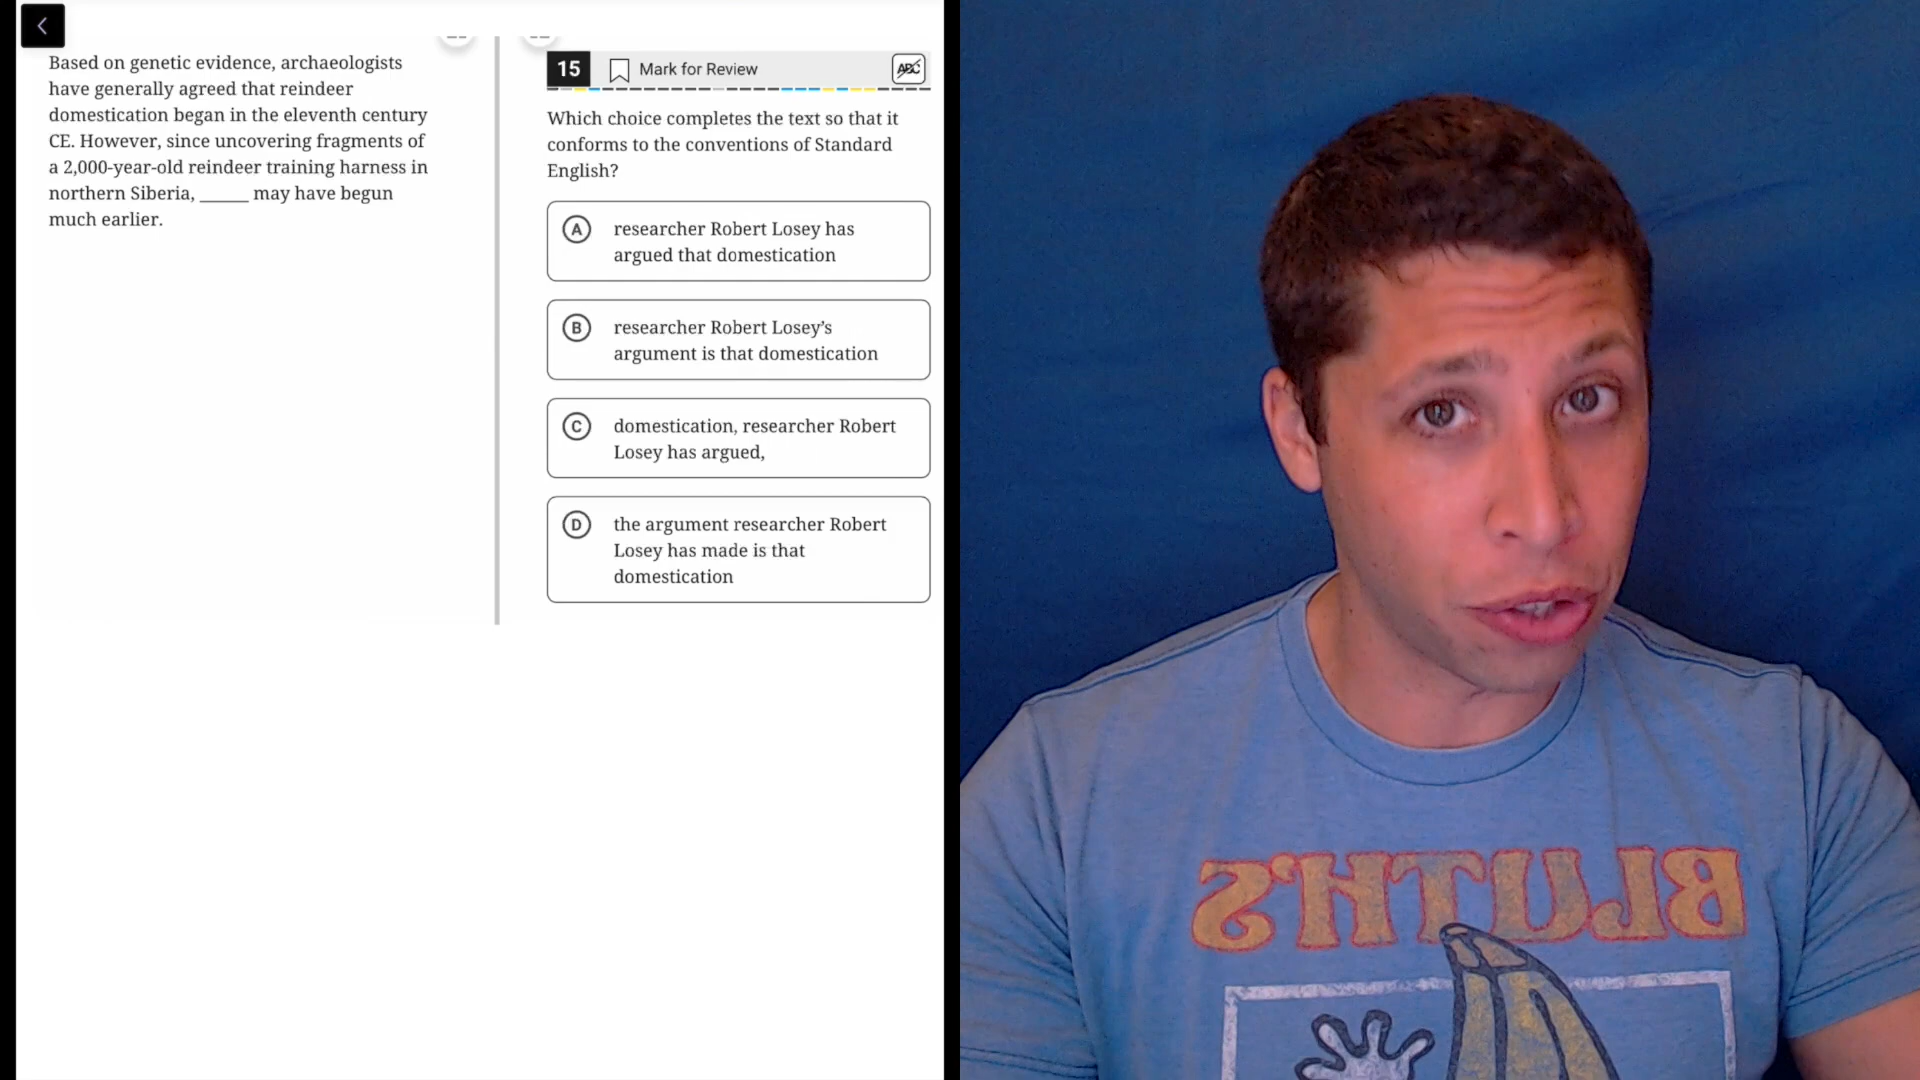 Based on genetic evidence, archaeologists
have generally agreed that reindeer
domestication began in the eleventh century
CE. However, since uncovering fragments of
a 2,000-year-old reindeer training harness in
northern Siberia, ______ may have begun
much earlier.
15 Mark for Review ABC
Which choice completes the text so that it
conforms to the conventions of Standard
English?
A researcher Robert Losey has
argued that domestication
B researcher Robert Losey’s
argument is that domestication
C domestication, researcher Robert
Losey has argued,
D the argument researcher Robert
Losey has made is that
domestication
BLUTH'S